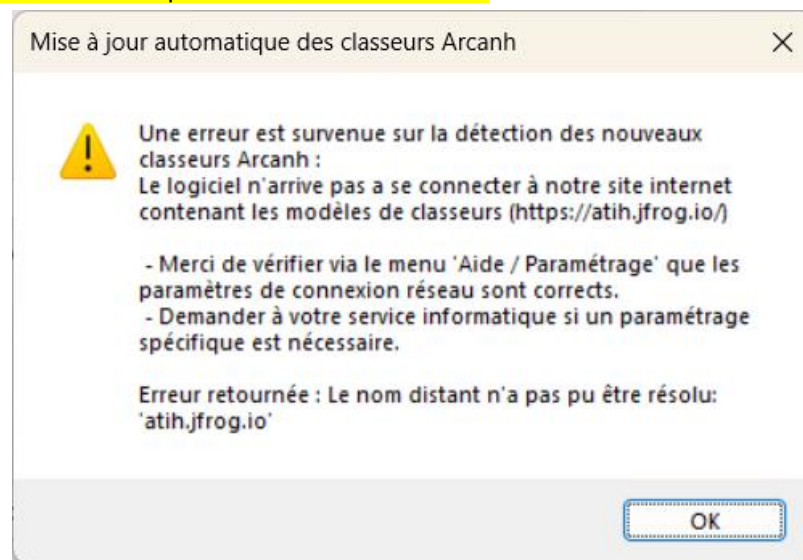 Mise à jour automatique des classeurs Arcanh
Une erreur est survenue sur la détection des nouveaux
classeurs Arcanh :
Le logiciel n'arrive pas a se connecter à notre site internet
contenant les modèles de classeurs (https://atih.jfrog.io/)
- Merci de vérifier via le menu 'Aide / Paramétrage' que les
paramètres de connexion réseau sont corrects.
- Demander à votre service informatique si un paramétrage
spécifique est nécessaire.
Erreur retournée : Le nom distant n'a pas pu être résolu:
'atih.jfrog.io'
OK